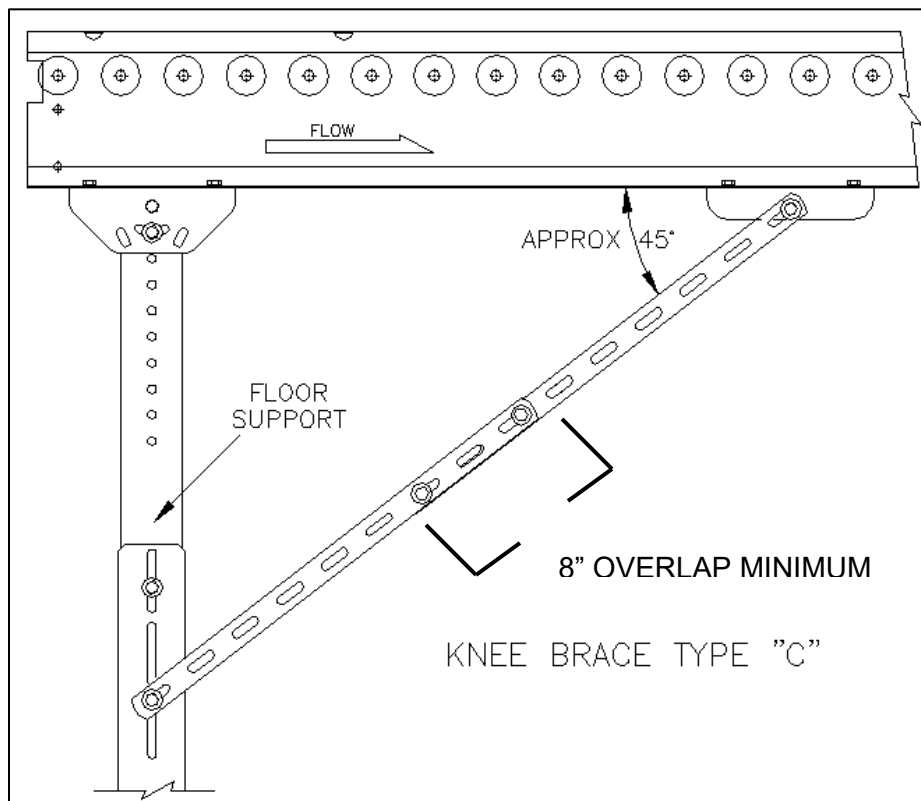 FLOW
APPROX 45°
FLOOR
SUPPORT
8” OVERLAP MINIMUM
KNEE BRACE TYPE ”C”